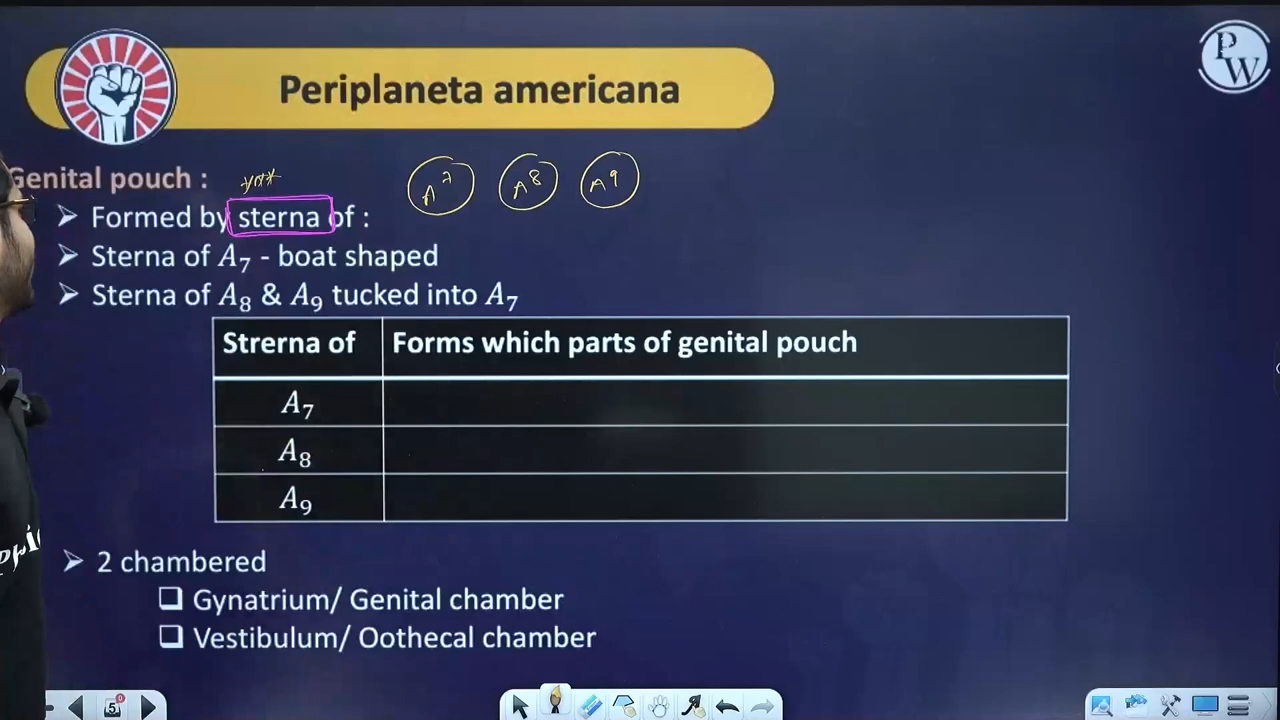 Periplaneta americana
PW
Genital pouch :
A7 A8 A9
➤ Formed by sterna of :
➤ Sterna of A₇ - boat shaped
➤ Sterna of A₈ & A₉ tucked into A₇
Strerna of Forms which parts of genital pouch
A₇
A₈
A₉
➤ 2 chambered
❑ Gynatrium/ Genital chamber
❑ Vestibulum/ Oothecal chamber
5